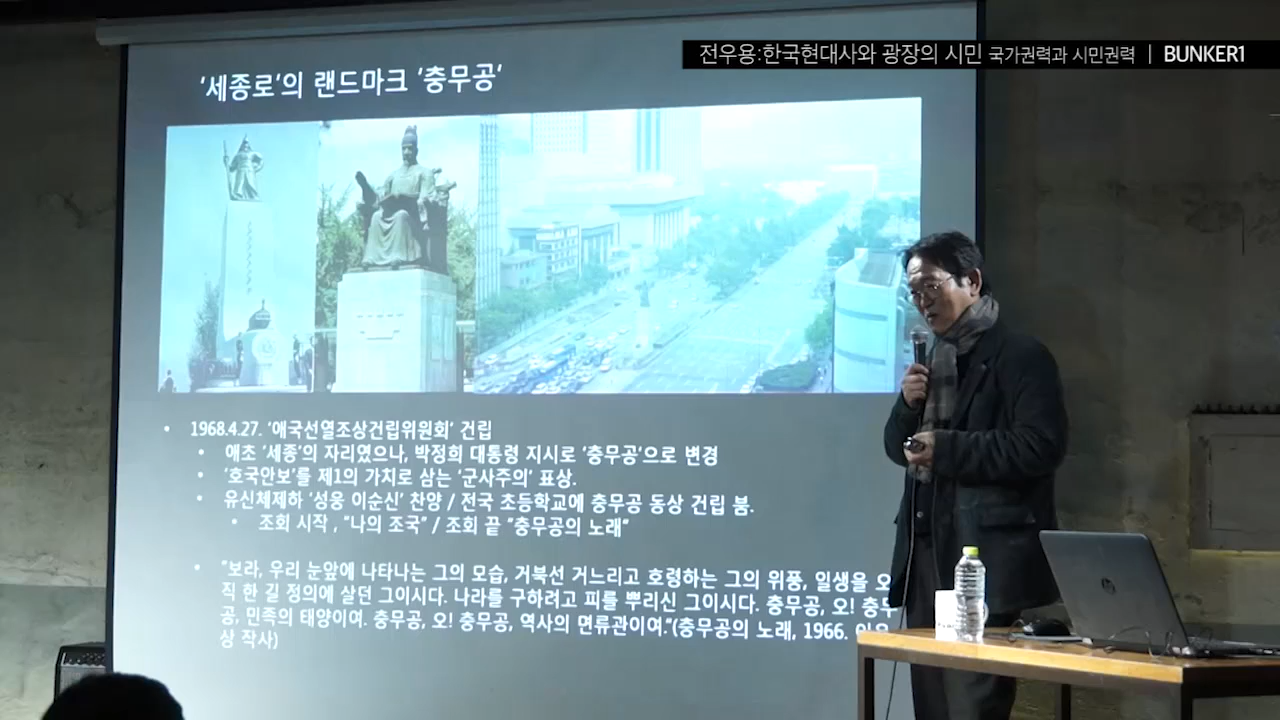 전우용:한국현대사와 광장의 시민 국가권력과 시민권력 | BUNKER1
'세종로'의 랜드마크 '충무공'
• 1968.4.27. '애국선열조상건립위원회' 건립
• 애초 '세종'의 자리였으나, 박정희 대통령 지시로 '충무공'으로 변경
• '호국안보'를 제1의 가치로 삼는 '군사주의' 표상.
• 유신체제하 '성웅 이순신' 찬양 / 전국 초등학교에 충무공 동상 건립 붐.
• 조회 시작 , "나의 조국" / 조회 끝 "충무공의 노래"
• "보라, 우리 눈앞에 나타나는 그의 모습, 거북선 거느리고 호령하는 그의 위풍, 일생을 오
직 한 길 정의에 살던 그이시다. 나라를 구하려고 피를 뿌리신 그이시다. 충무공, 오! 충무
공, 민족의 태양이여. 충무공, 오! 충무공, 역사의 면류관이여."(충무공의 노래, 1966.
상 작사)